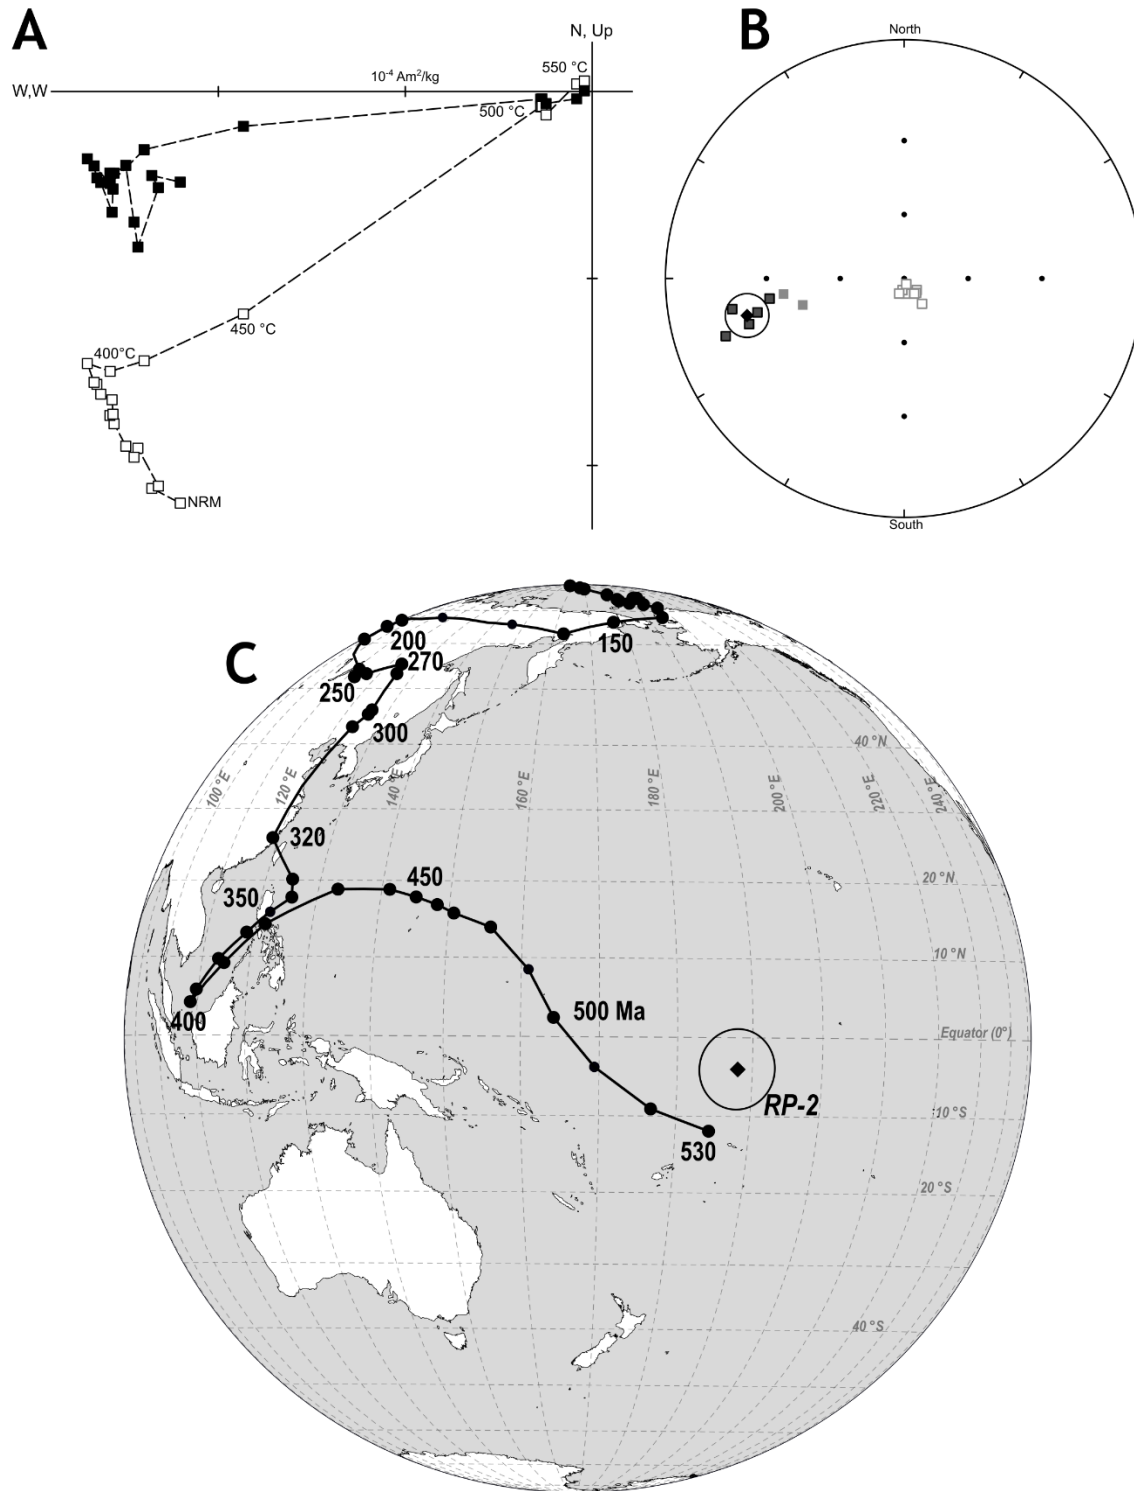 A
B
N, Up
North
550 °C
10⁻⁴ Am²/kg
W,W
500 °C
450 °C
400°C
NRM
South
C
200
150
270
250
300
40 °N
100 °E
120 °E
140 °E
160 °E
180 °E
200 °E
220 °E
240 °E
320
20 °N
450
350
10 °N
500 Ma
400
Equator (0°)
RP-2
10 °S
530
20 °S
40 °S